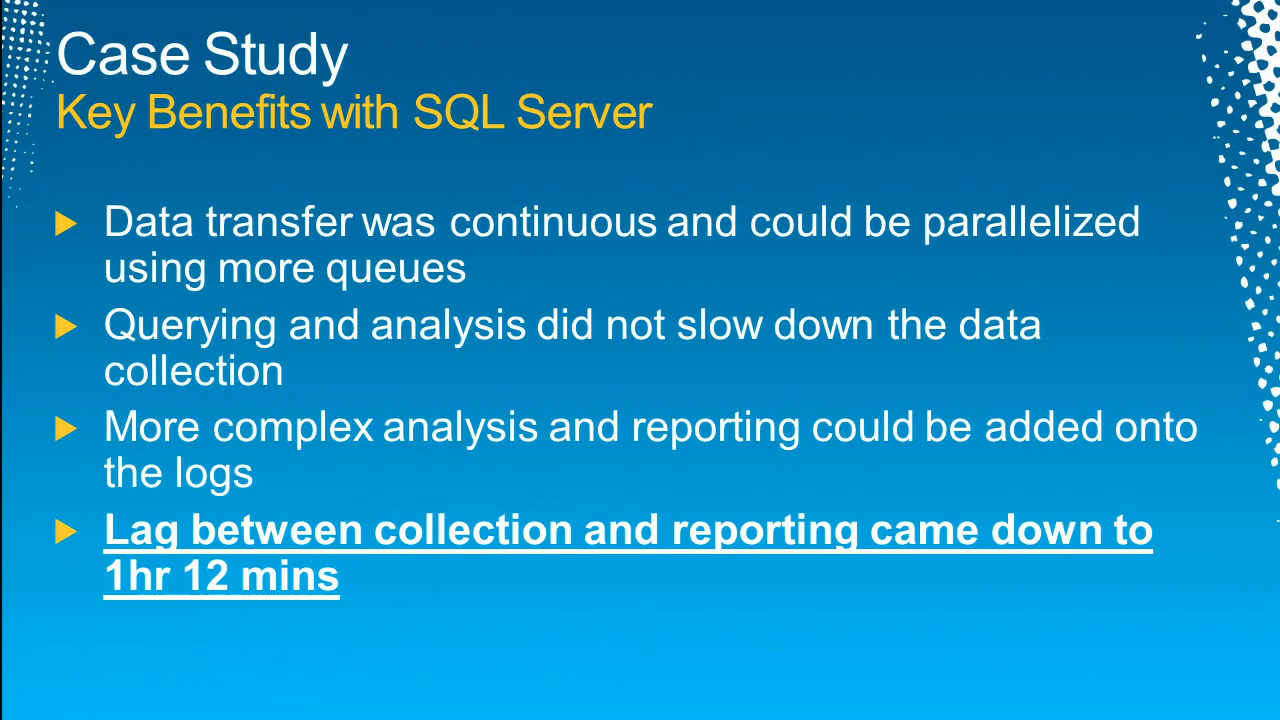 Case Study
Key Benefits with SQL Server
Data transfer was continuous and could be parallelized
using more queues
Querying and analysis did not slow down the data
collection
More complex analysis and reporting could be added onto
the logs
Lag between collection and reporting came down to
1hr 12 mins